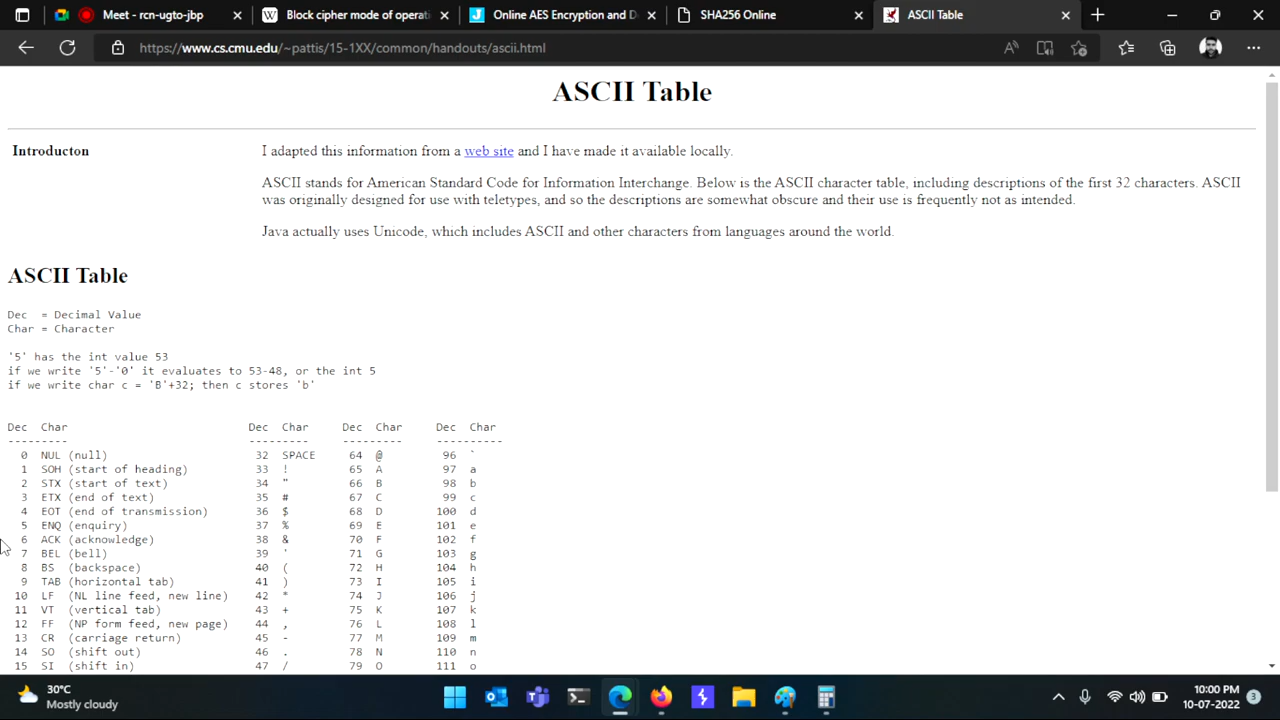 Meet - rcn-ugto-jbp
Block cipher mode of operati
Online AES Encryption and D
SHA256 Online
ASCII Table
https://www.cs.cmu.edu/~pattis/15-1XX/common/handouts/ascii.html
ASCII Table
Introducton I adapted this information from a web site and I have made it available locally.
ASCII stands for American Standard Code for Information Interchange. Below is the ASCII character table, including descriptions of the first 32 characters. ASCII
was originally designed for use with teletypes, and so the descriptions are somewhat obscure and their use is frequently not as intended.
Java actually uses Unicode, which includes ASCII and other characters from languages around the world.
ASCII Table
Dec = Decimal Value
Char = Character
'5' has the int value 53
if we write '5'-'0' it evaluates to 53-48, or the int 5
if we write char c = 'B'+32; then c stores 'b'
Dec Char Dec Char Dec Char Dec Char
--------- --------- --------- ----------
0 NUL (null) 32 SPACE 64 @ 96 `
1 SOH (start of heading) 33 ! 65 A 97 a
2 STX (start of text) 34 " 66 B 98 b
3 ETX (end of text) 35 # 67 C 99 c
4 EOT (end of transmission) 36 $ 68 D 100 d
5 ENQ (enquiry) 37 % 69 E 101 e
6 ACK (acknowledge) 38 & 70 F 102 f
7 BEL (bell) 39 ' 71 G 103 g
8 BS (backspace) 40 ( 72 H 104 h
9 TAB (horizontal tab) 41 ) 73 I 105 i
10 LF (NL line feed, new line) 42 * 74 J 106 j
11 VT (vertical tab) 43 + 75 K 107 k
12 FF (NP form feed, new page) 44 , 76 L 108 l
13 CR (carriage return) 45 - 77 M 109 m
14 SO (shift out) 46 . 78 N 110 n
15 SI (shift in) 47 / 79 O 111 o
30°C
Mostly cloudy
10:00 PM
10-07-2022
3